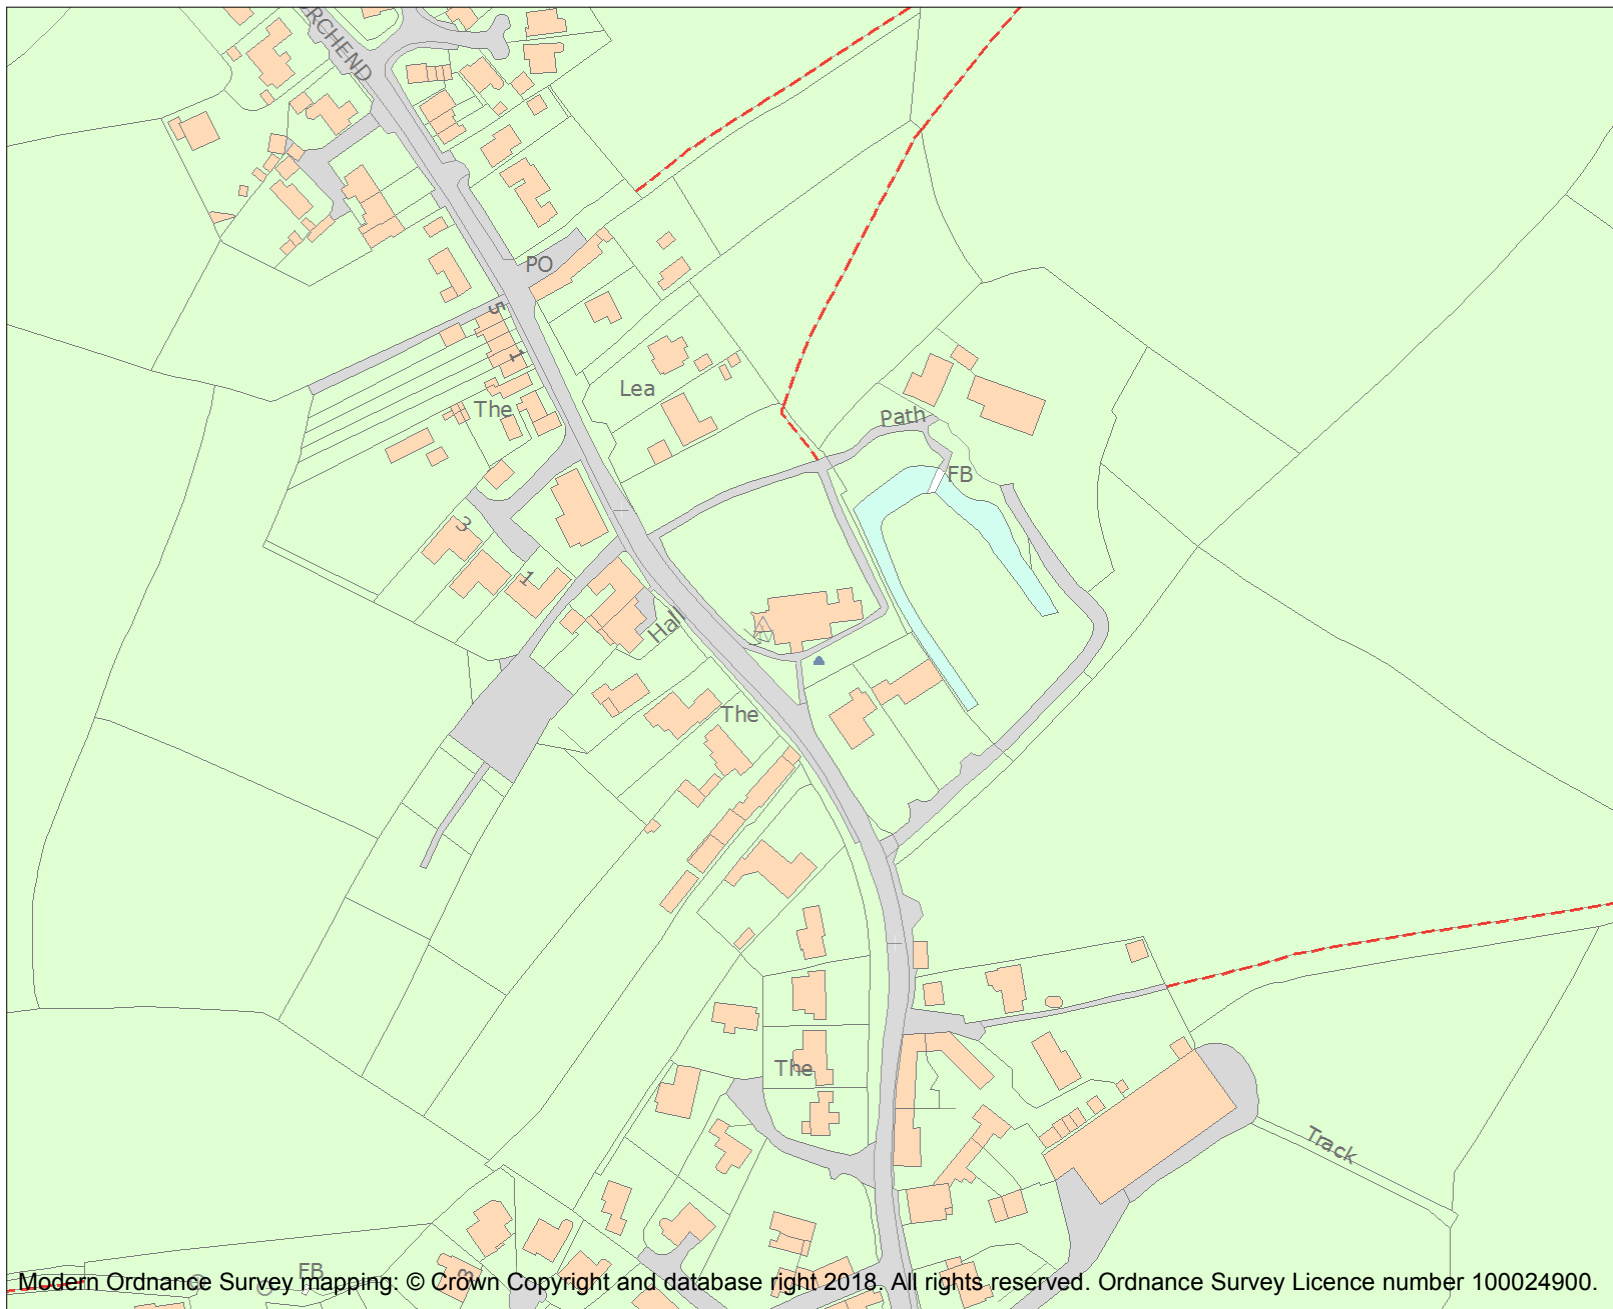 RCHEND
PO
5
1
Lea
The
Path
FB
3
1
Hall
The
The
Track
FB
Modern Ordnance Survey mapping: © Crown Copyright and database right 2018. All rights reserved. Ordnance Survey Licence number 100024900.